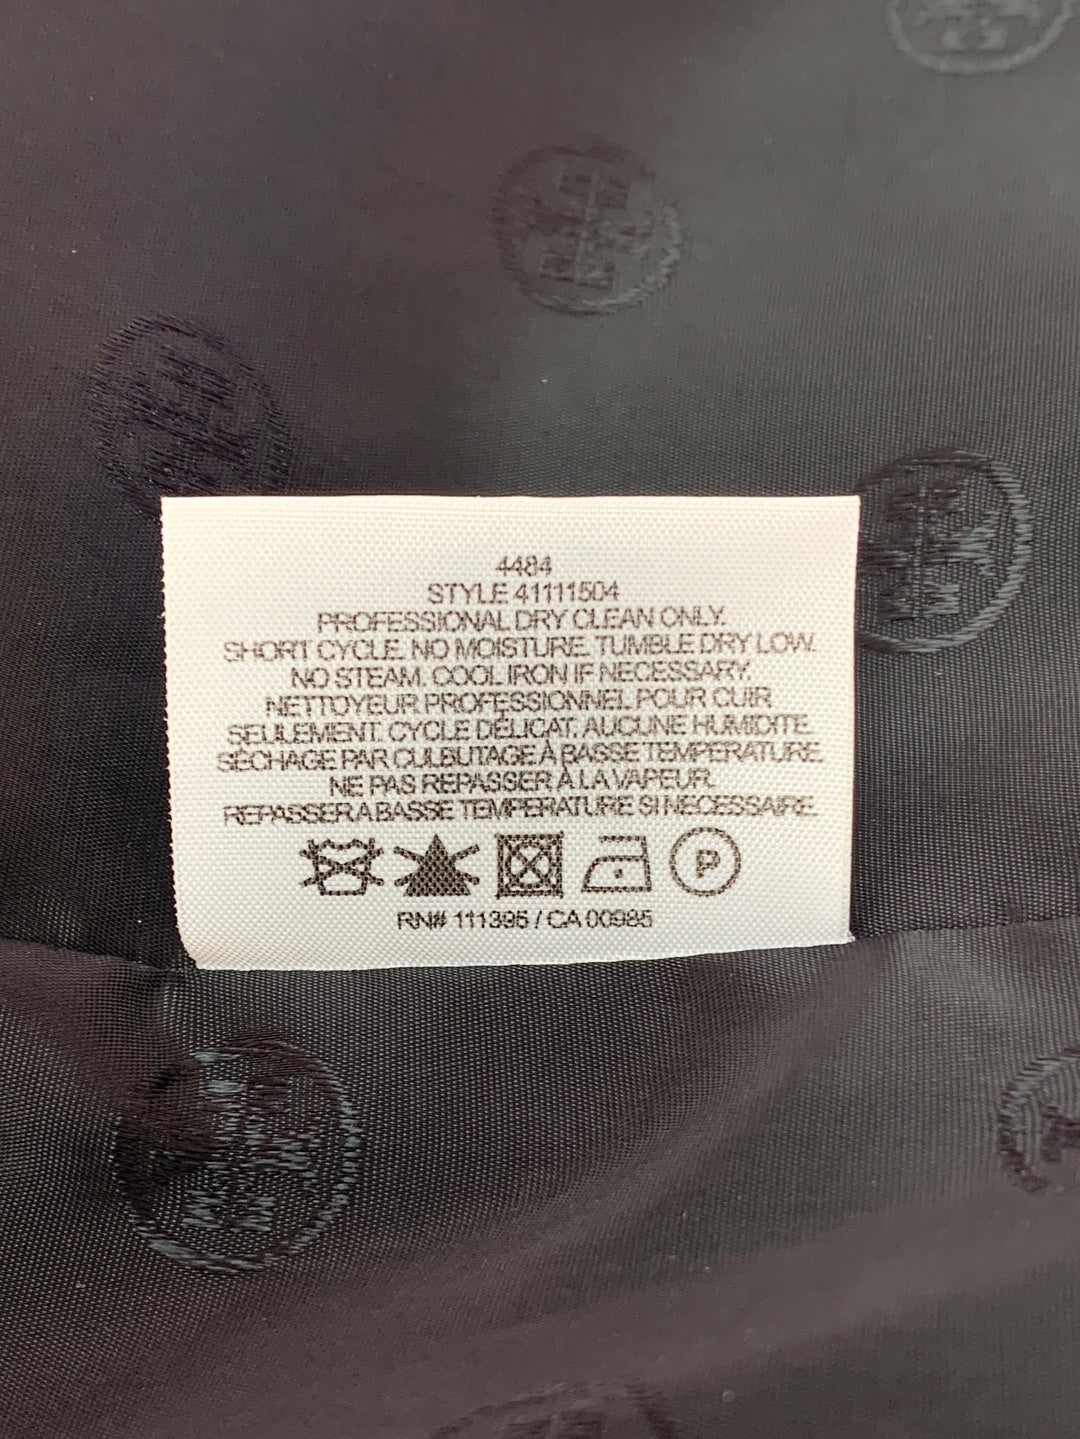 4484
STYLE 41111504
PROFESSIONAL DRY CLEAN ONLY.
SHORT CYCLE. NO MOISTURE. TUMBLE DRY LOW.
NO STEAM. COOL IRON IF NECESSARY.
NETTOYEUR PROFESSIONNEL POUR CUIR
SEULEMENT. CYCLE DÉLICAT. AUCUNE HUMIDITE.
SÉCHAGE PAR CULBUTAGE À BASSE TEMPERATURE.
NE PAS REPASSER À LA VAPEUR.
REPASSER A BASSE TEMPERATURE SI NECESSAIRE.
P
RN# 111395 / CA 00985